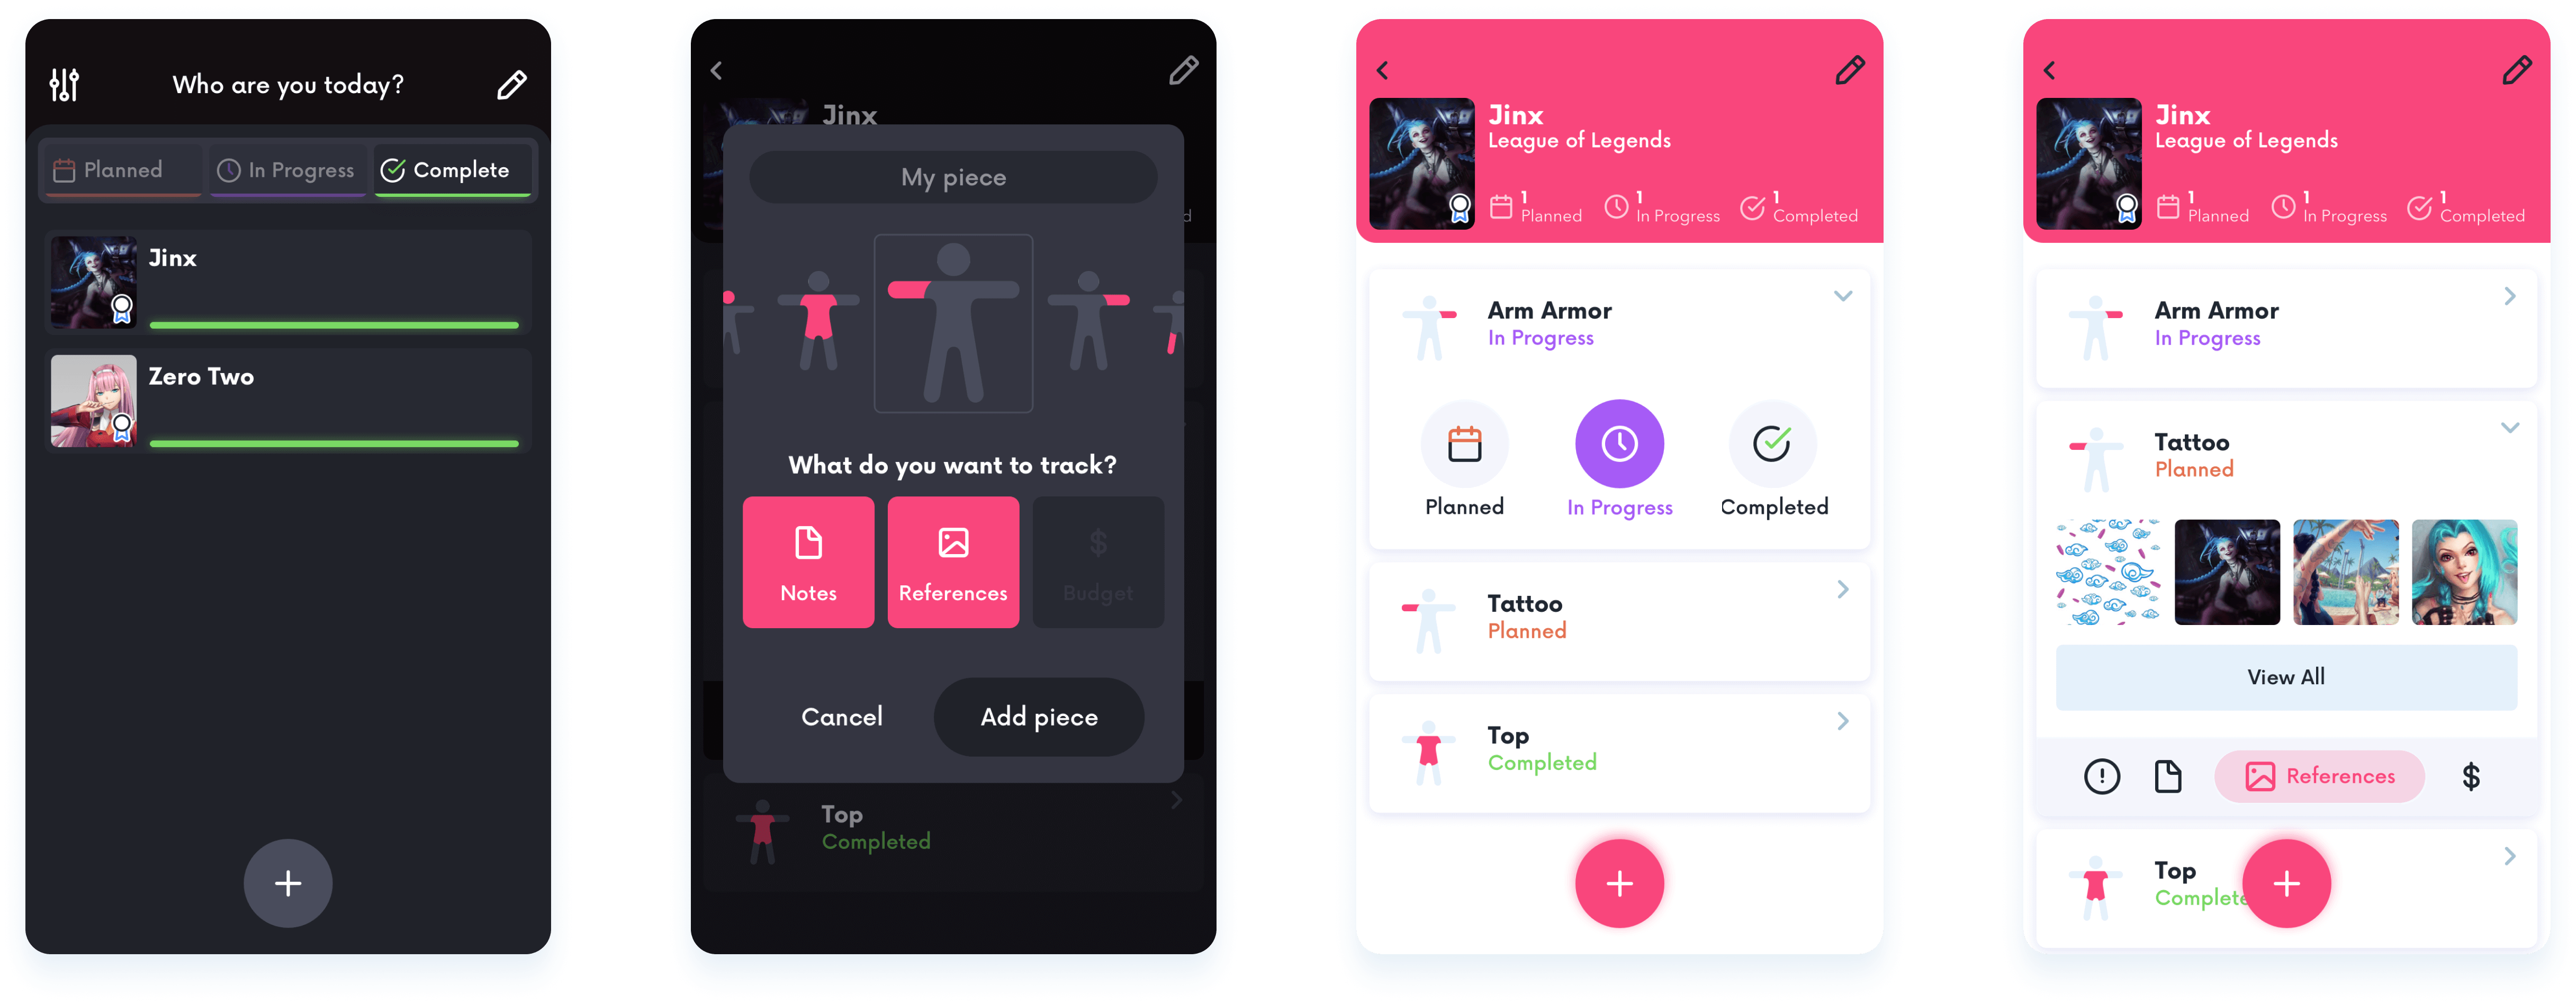 Who are you today?
Planned
In Progress
Complete
Jinx
Zero Two
Jinx
My piece
What do you want to track?
Notes
References
Budget
Cancel
Add piece
Top
Completed
Jinx
League of Legends
1
Planned
1
In Progress
1
Completed
Arm Armor
In Progress
Planned
In Progress
Completed
Tattoo
Planned
Top
Completed
Jinx
League of Legends
1
Planned
1
In Progress
1
Completed
Arm Armor
In Progress
Tattoo
Planned
View All
References
$
Top
Complete